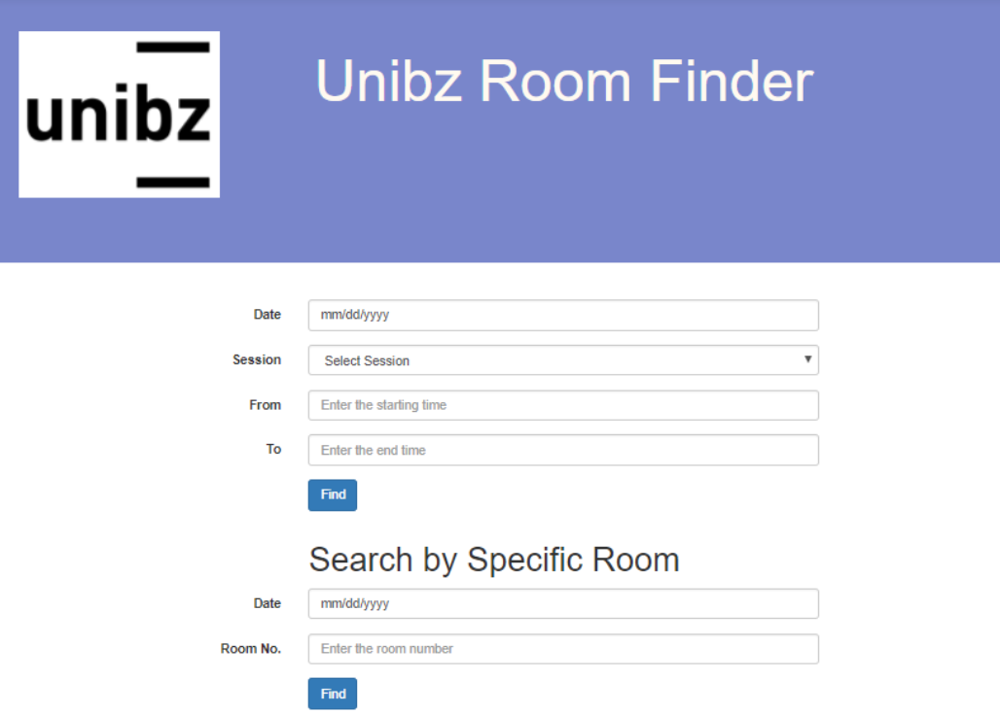 unibz
Unibz Room Finder
Date mm/dd/yyyy
Session Select Session
From Enter the starting time
To Enter the end time
Find
Search by Specific Room
Date mm/dd/yyyy
Room No. Enter the room number
Find